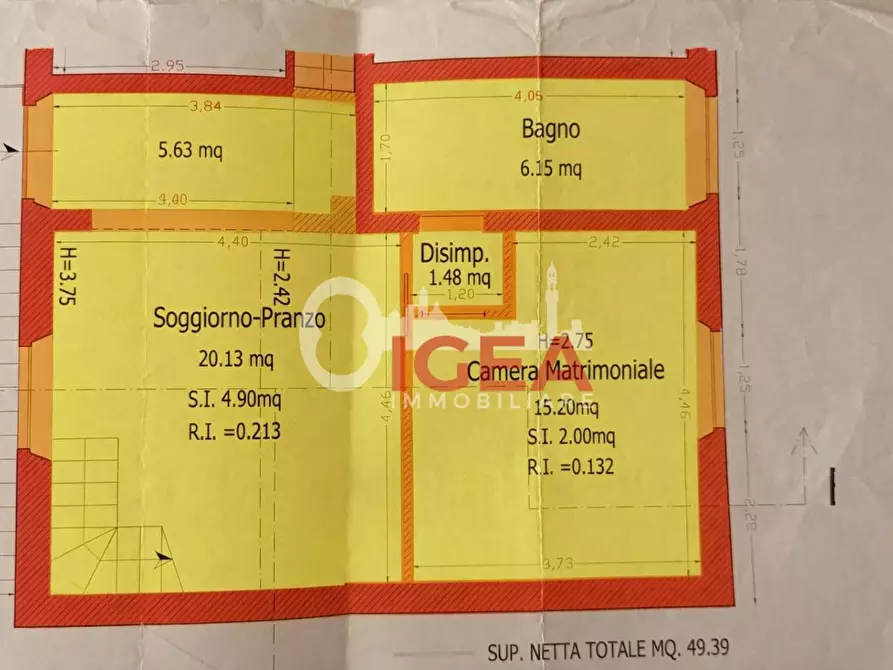 2.95
3,84
5.63 mq
3,40
4,05
Bagno
6.15 mq
1,70
1,25
4,40
H=3.75
H=2.42
Disimp.
1.48 mq
1,20
2,42
1,78
Soggiorno-Pranzo
20.13 mq
S.I. 4.90mq
R.I. =0.213
4,46
IGEA
IMMOBILIARE
H=2.75
Camera Matrimoniale
15.20mq
S.I. 2.00mq
R.I. =0.132
4,46
1,25
2,28
3,73
SUP. NETTA TOTALE MQ. 49.39